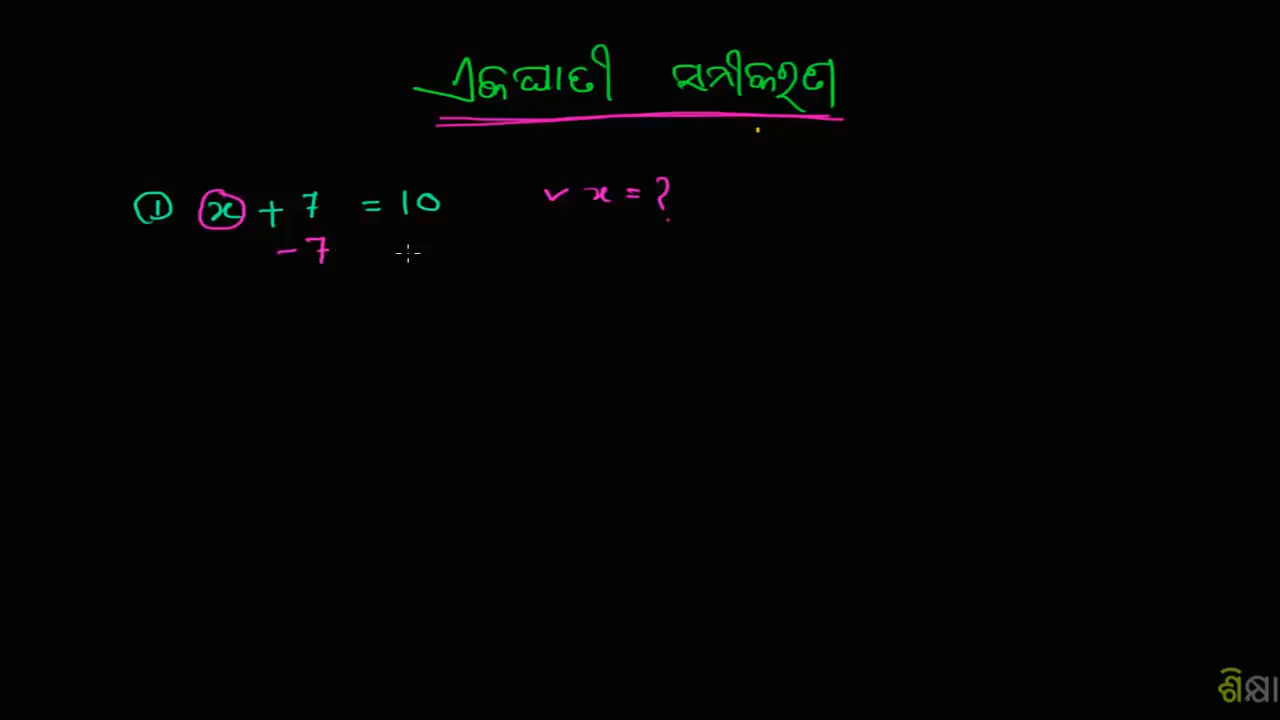 ଏକଘାତୀ ସମୀକରଣ
① x + 7 = 10 ✓ x = ?
- 7
ଶିକ୍ଷା